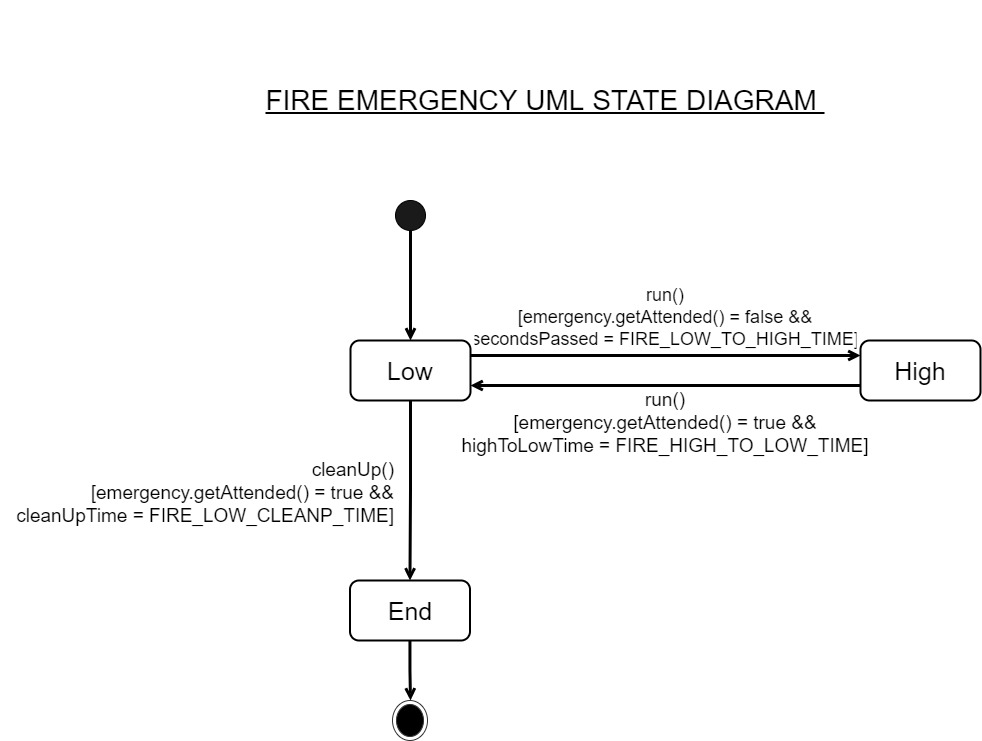 FIRE EMERGENCY UML STATE DIAGRAM
run()
[emergency.getAttended() = false &&
secondsPassed = FIRE_LOW_TO_HIGH_TIME]
Low
High
run()
[emergency.getAttended() = true &&
highToLowTime = FIRE_HIGH_TO_LOW_TIME]
cleanUp()
[emergency.getAttended() = true &&
cleanUpTime = FIRE_LOW_CLEANP_TIME]
End